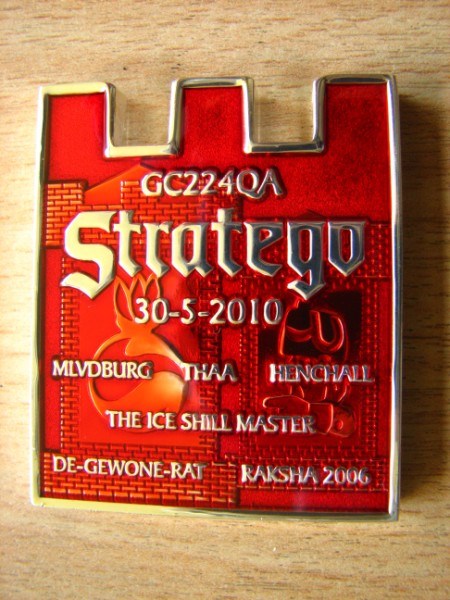 GC224QA
Stratego
30-5-2010
MLVDBURG THAA HENCHALL
THE ICE SHILL MASTER
DE-GEWONE-RAT RAKSHA 2006